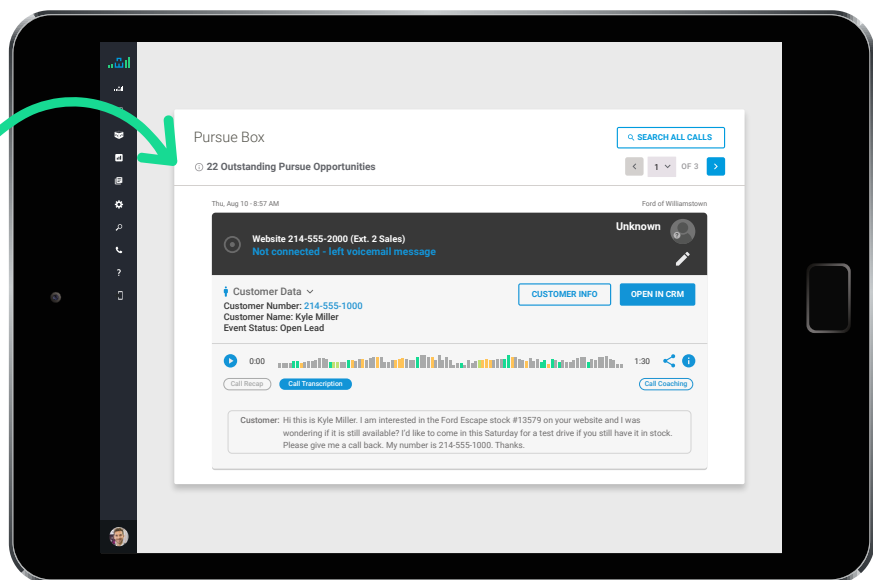 Pursue Box
SEARCH ALL CALLS
22 Outstanding Pursue Opportunities
1 OF 3
Thu, Aug 10 - 8:57 AM
Ford of Williamstown
Unknown
Website 214-555-2000 (Ext. 2 Sales)
Not connected - left voicemail message
Customer Data
CUSTOMER INFO
OPEN IN CRM
Customer Number: 214-555-1000
Customer Name: Kyle Miller
Event Status: Open Lead
0:00
1:30
Call Recap
Call Transcription
Call Coaching
Customer: Hi this is Kyle Miller. I am interested in the Ford Escape stock #13579 on your website and I was
wondering if it is still available? I'd like to come in this Saturday for a test drive if you still have it in stock.
Please give me a call back. My number is 214-555-1000. Thanks.